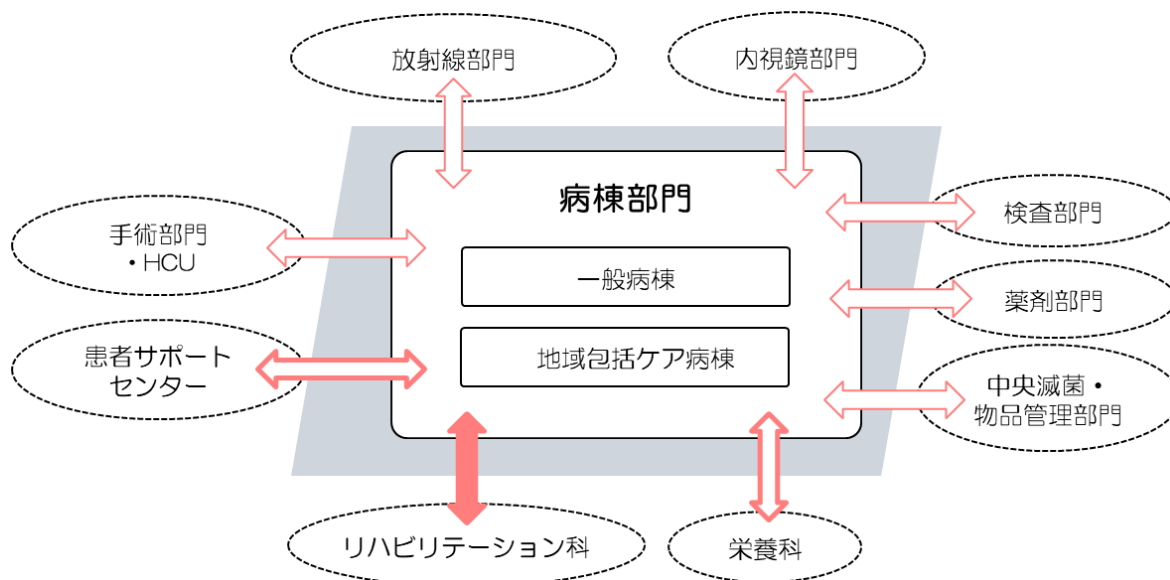 放射線部門
内視鏡部門
病棟部門
検査部門
手術部門
・HCU
一般病棟
薬剤部門
患者サポート
センター
地域包括ケア病棟
中央滅菌・
物品管理部門
リハビリテーション科
栄養科